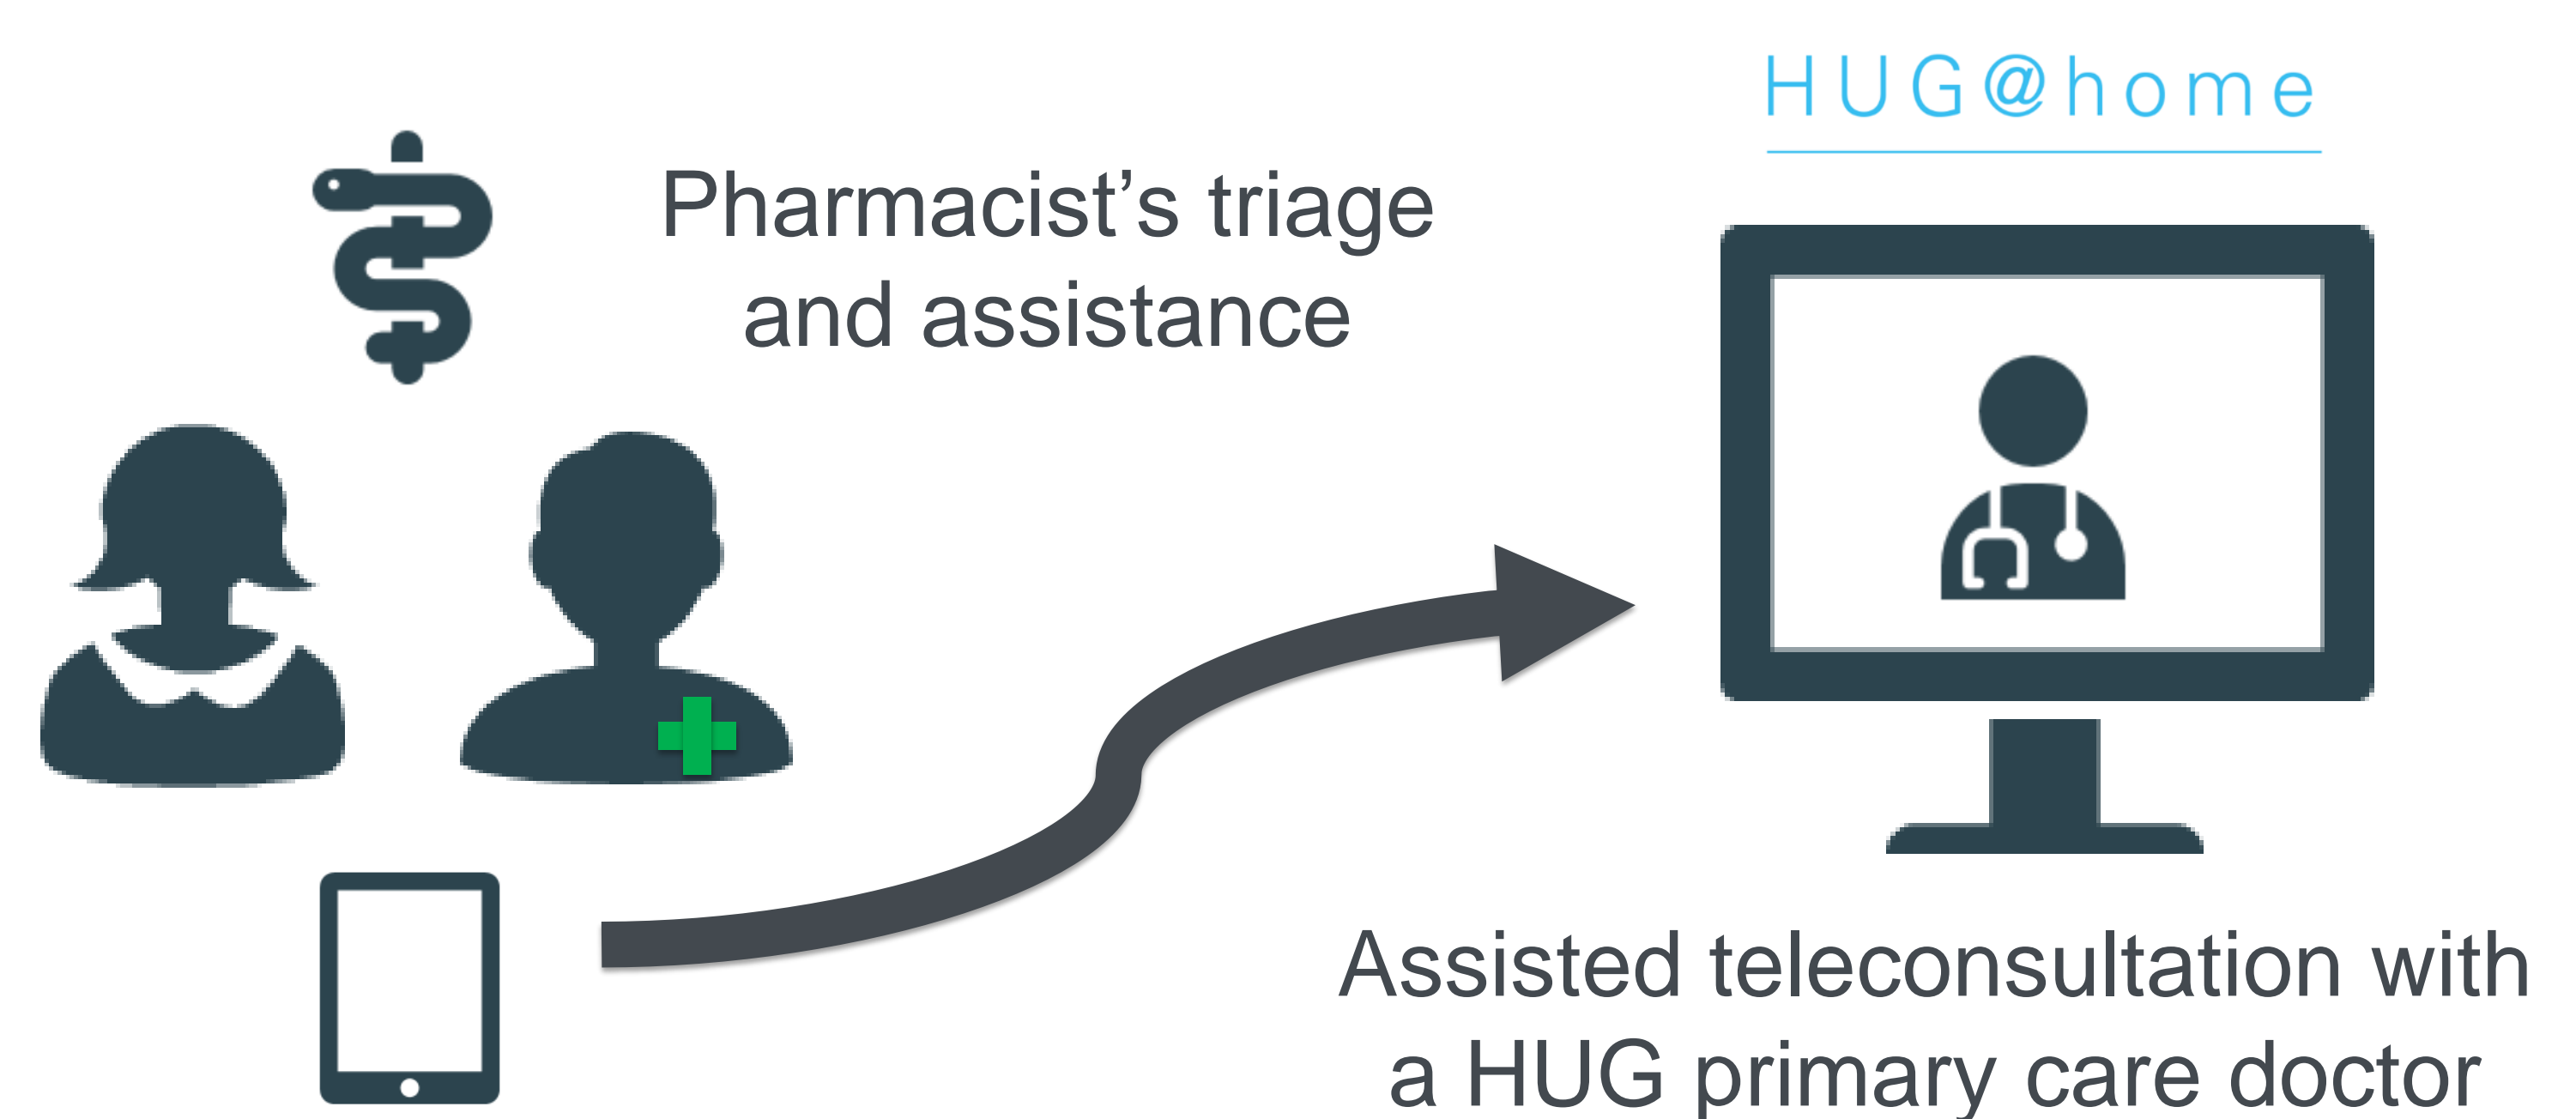 HUG@home
Pharmacist’s triage
and assistance
Assisted teleconsultation with
a HUG primary care doctor